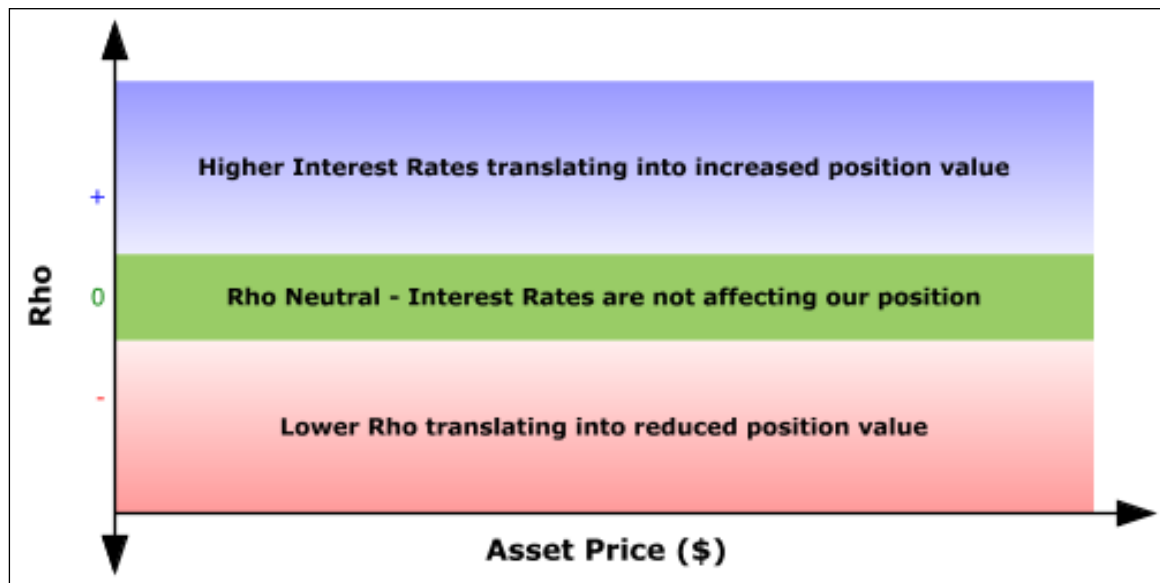 Higher Interest Rates translating into increased position value
+
Rho
0
Rho Neutral - Interest Rates are not affecting our position
-
Lower Rho translating into reduced position value
Asset Price ($)